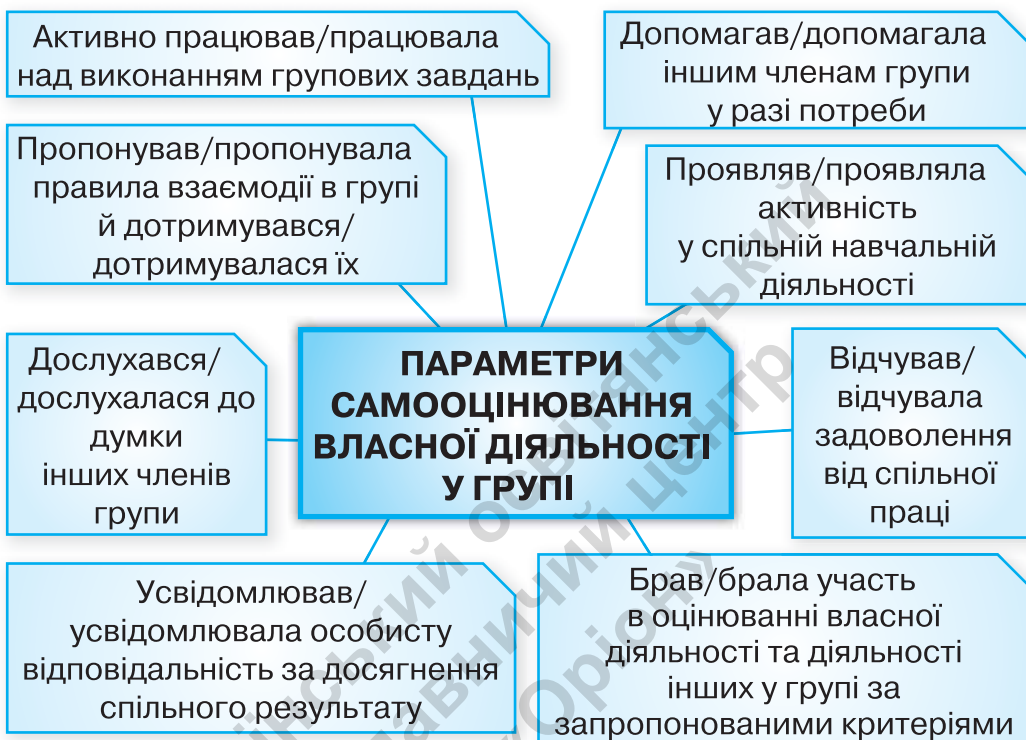 Активно працював/працювала
над виконанням групових завдань
Допомагав/допомагала
іншим членам групи
у разі потреби
Пропонував/пропонувала
правила взаємодії в групі
й дотримувався/
дотримувалася їх
Проявляв/проявляла
активність
у спільній навчальній
діяльності
ПАРАМЕТРИ
САМООЦІНЮВАННЯ
ВЛАСНОЇ ДІЯЛЬНОСТІ
У ГРУПІ
Дослухався/
дослухалася до
думки
інших членів
групи
Відчував/
відчувала
задоволення
від спільної
праці
Усвідомлював/
усвідомлювала особисту
відповідальність за досягнення
спільного результату
Брав/брала участь
в оцінюванні власної
діяльності та діяльності
інших у групі за
запропонованими критеріями
освітянський
центр
«Оріон»